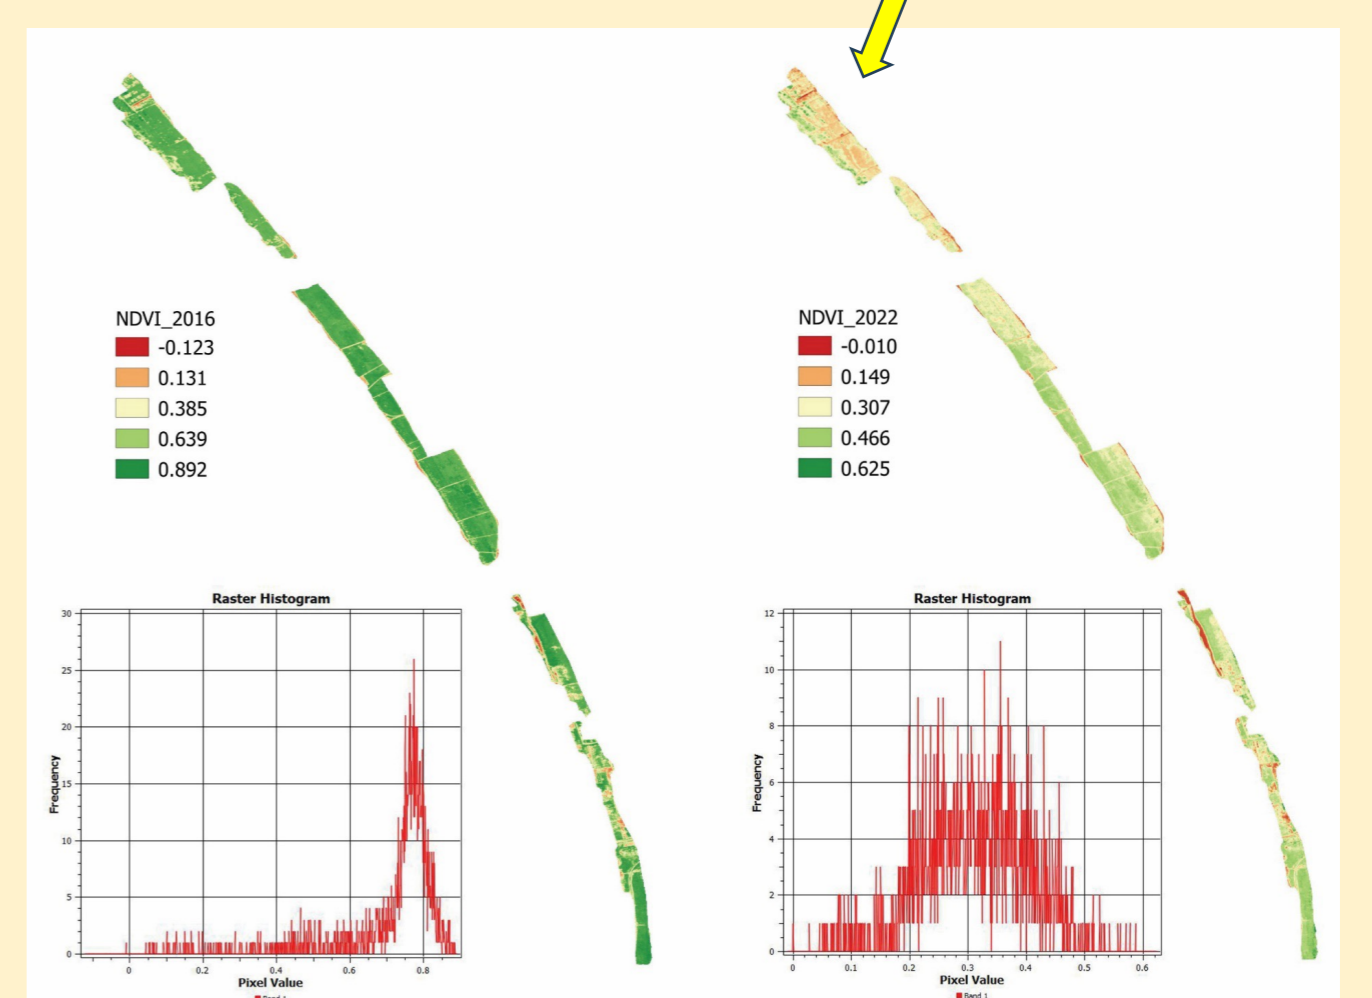 NDVI_2016
-0.123
0.131
0.385
0.639
0.892
NDVI_2022
-0.010
0.149
0.307
0.466
0.625
Raster Histogram
30
25
20
15
10
5
0
Frequency
0 0.2 0.4 0.6 0.8
Pixel Value
Band 1
Raster Histogram
12
10
8
6
4
2
0
Frequency
0 0.1 0.2 0.3 0.4 0.5 0.6
Pixel Value
Band 1